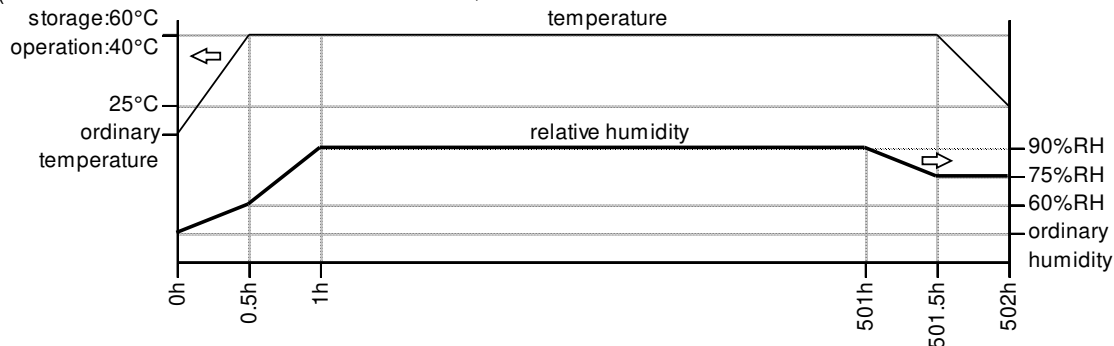 storage:60°C
temperature
operation:40°C
25°C
ordinary
temperature
relative humidity
90%RH
75%RH
60%RH
ordinary
humidity
0h
0.5h
1h
501h
501.5h
502h